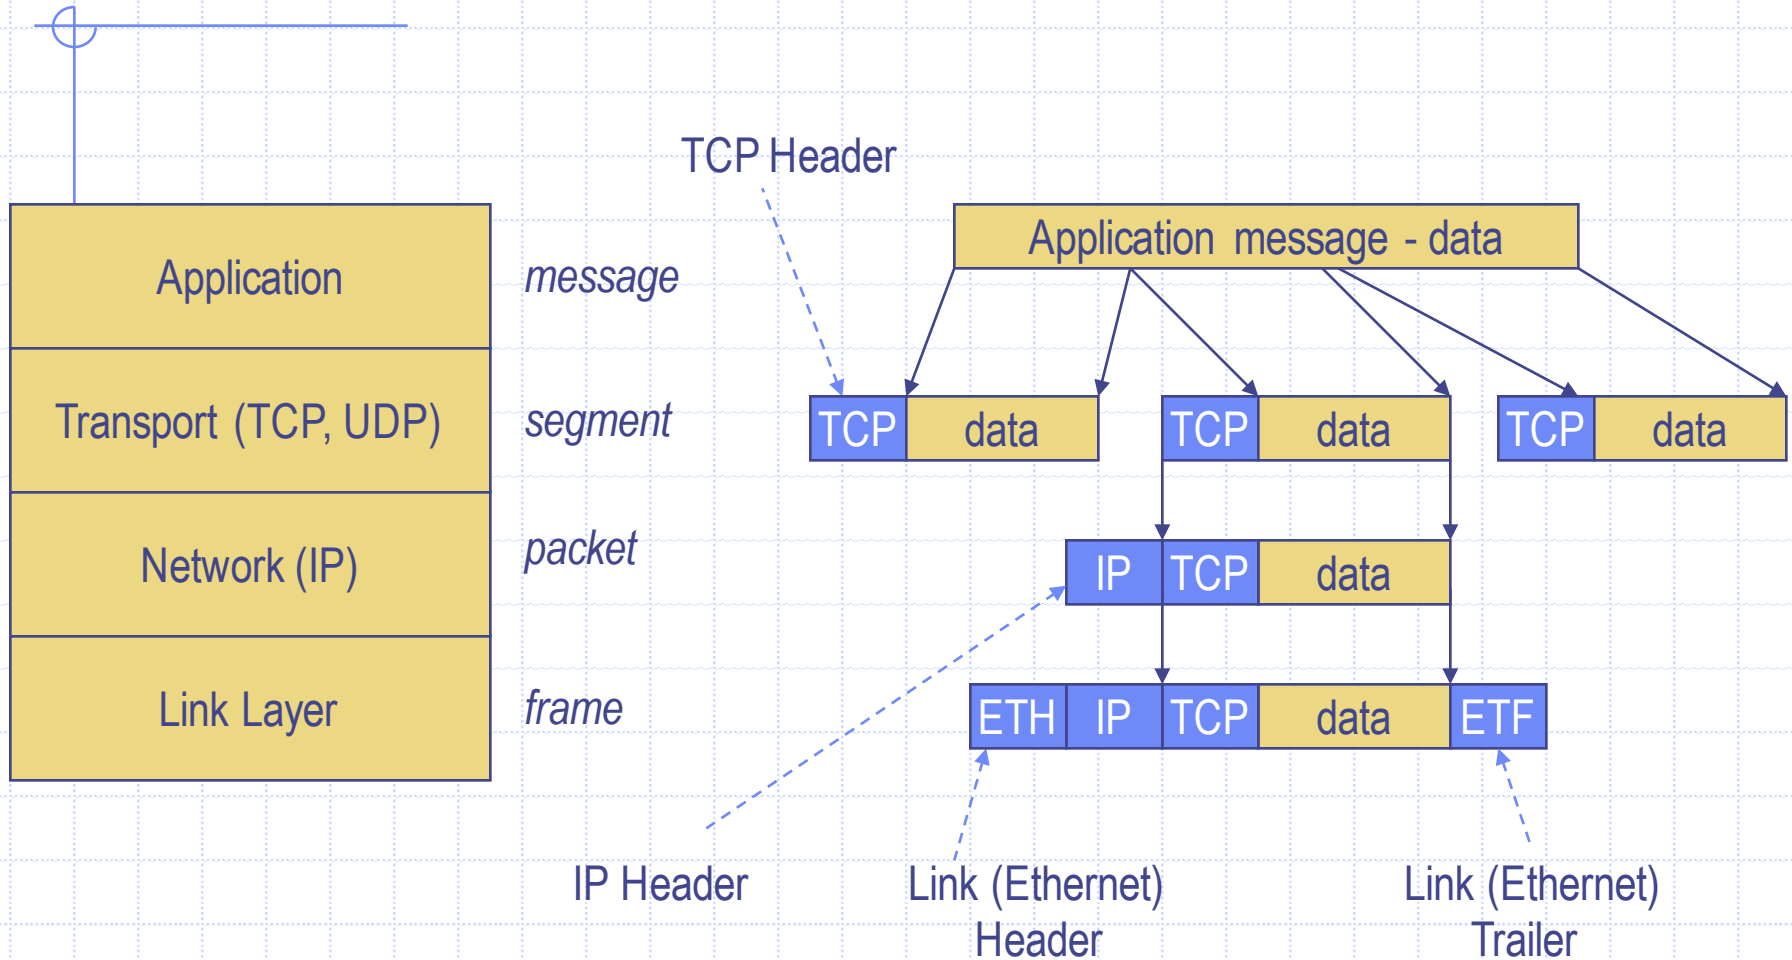 TCP Header
Application message - data
Application
message
Transport (TCP, UDP)
segment
TCP data
TCP data
TCP data
Network (IP)
packet
IP TCP data
Link Layer
frame
ETH IP TCP data ETF
IP Header
Link (Ethernet)
Header
Link (Ethernet)
Trailer